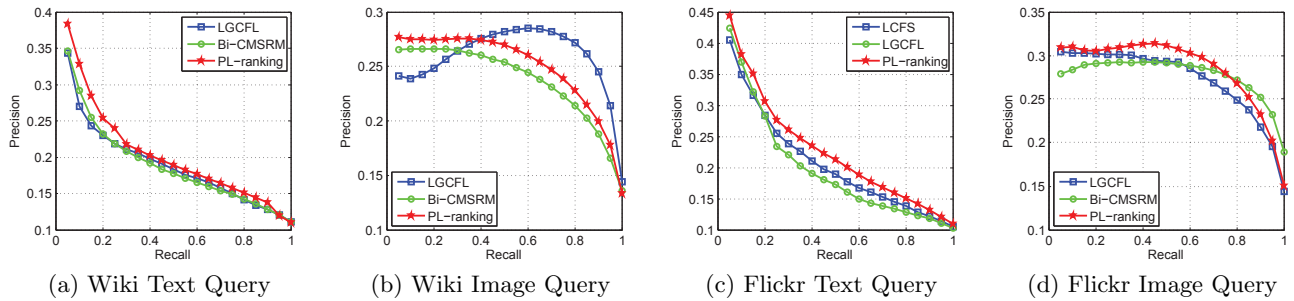 0.4
0.35
0.3
0.25
0.2
0.15
0.1
Precision
0 0.2 0.4 0.6 0.8 1
Recall
LGCFL
Bi−CMSRM
PL−ranking
(a) Wiki Text Query
0.3
0.25
0.2
0.15
0.1
Precision
0 0.2 0.4 0.6 0.8 1
Recall
LGCFL
Bi−CMSRM
PL−ranking
(b) Wiki Image Query
0.45
0.4
0.35
0.3
0.25
0.2
0.15
0.1
Precision
0 0.2 0.4 0.6 0.8 1
Recall
LCFS
LGCFL
PL−ranking
(c) Flickr Text Query
0.35
0.3
0.25
0.2
0.15
0.1
Precision
0 0.2 0.4 0.6 0.8 1
Recall
LGCFL
Bi−CMSRM
PL−ranking
(d) Flickr Image Query